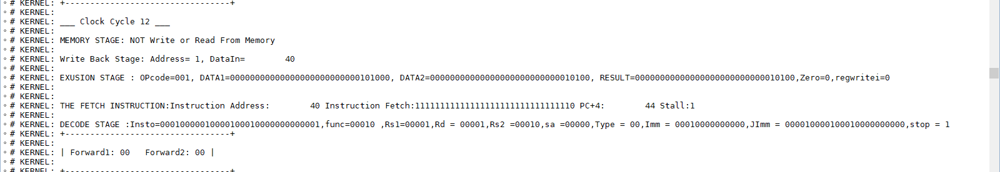 # KERNEL: +---------------------------------+
# KERNEL:
# KERNEL: ___ Clock Cycle 12 ___
# KERNEL:
# KERNEL: MEMORY STAGE: NOT Write or Read From Memory
# KERNEL:
# KERNEL: Write Back Stage: Address= 1, DataIn=        40
# KERNEL:
# KERNEL: EXUSION STAGE : OPcode=001, DATA1=00000000000000000000000000101000, DATA2=00000000000000000000000000010100, RESULT=00000000000000000000000000010100,Zero=0,regwritei=0
# KERNEL:
# KERNEL:
# KERNEL: THE FETCH INSTRUCTION:Instruction Address:        40 Instruction Fetch:11111111111111111111111111111110 PC+4:        44 Stall:1
# KERNEL:
# KERNEL: DECODE STAGE :Insto=00010000010000100010000000000001,func=00010 ,Rs1=00001,Rd = 00001,Rs2 =00010,sa =00000,Type = 00,Imm = 00010000000000,JImm = 000010000100010000000000,stop = 1
# KERNEL: +---------------------------------+
# KERNEL:
# KERNEL: | Forward1: 00   Forward2: 00 |
# KERNEL:
# KERNEL: +---------------------------------+